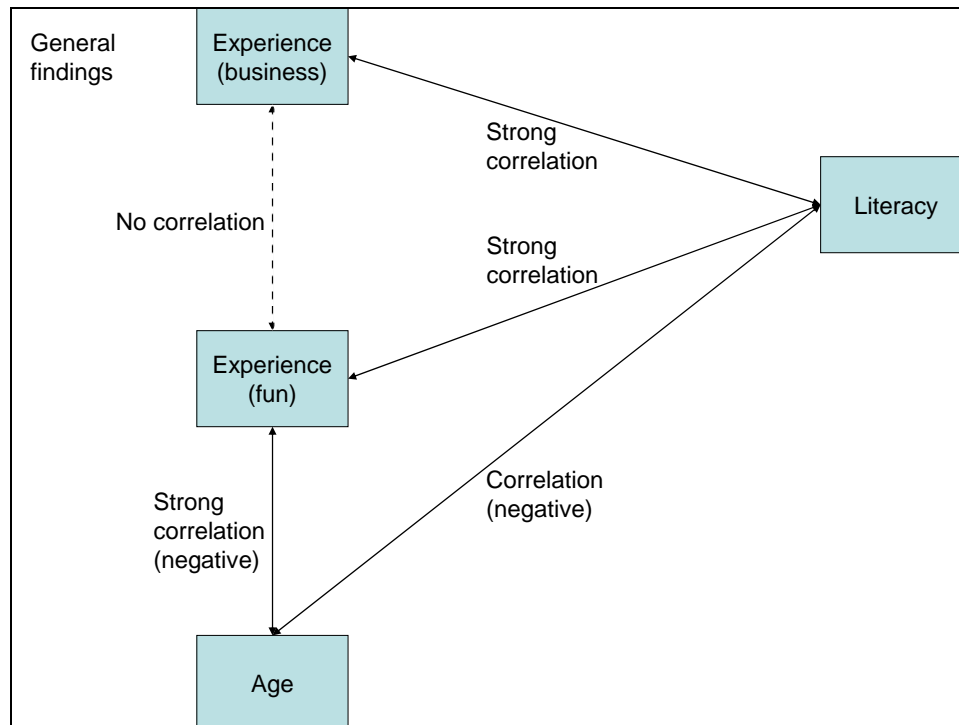 General
findings
Experience
(business)
Strong
correlation
Literacy
No correlation
Strong
correlation
Experience
(fun)
Correlation
(negative)
Strong
correlation
(negative)
Age